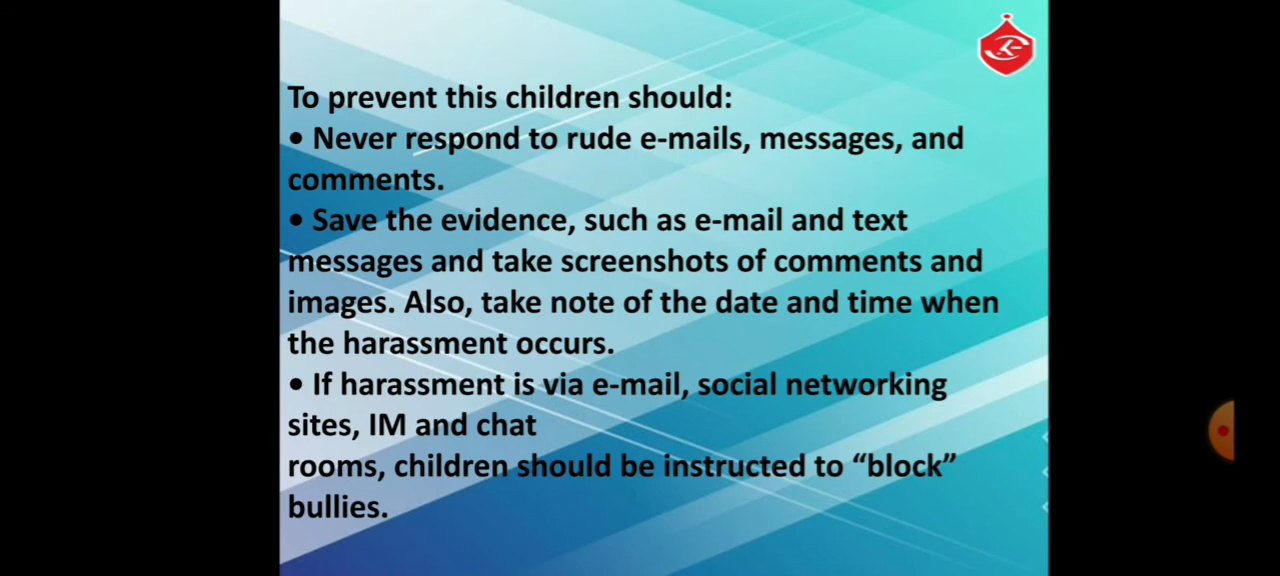 To prevent this children should:
• Never respond to rude e-mails, messages, and
comments.
• Save the evidence, such as e-mail and text
messages and take screenshots of comments and
images. Also, take note of the date and time when
the harassment occurs.
• If harassment is via e-mail, social networking
sites, IM and chat
rooms, children should be instructed to “block”
bullies.